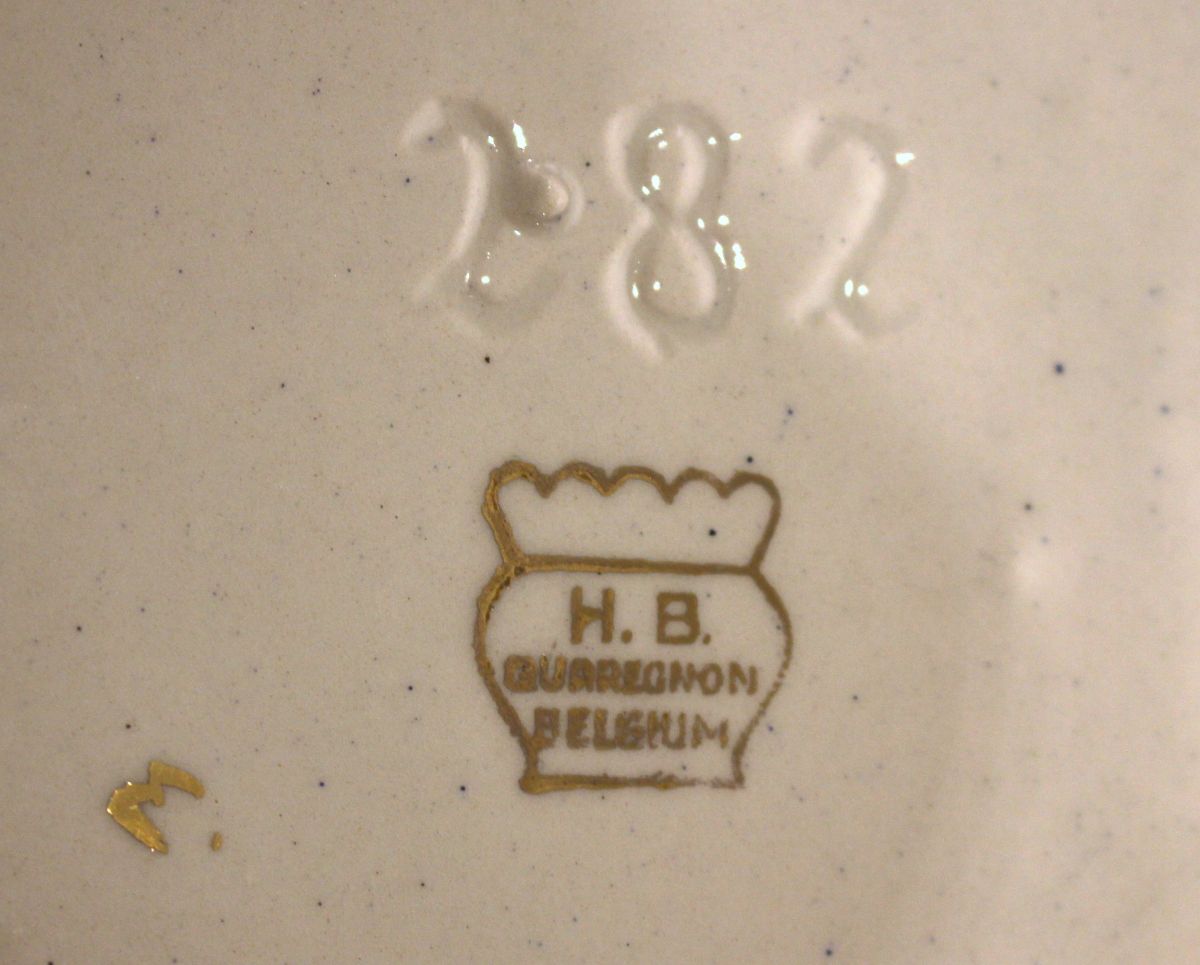 282
H. B.
QUAREGNON
BELGIUM